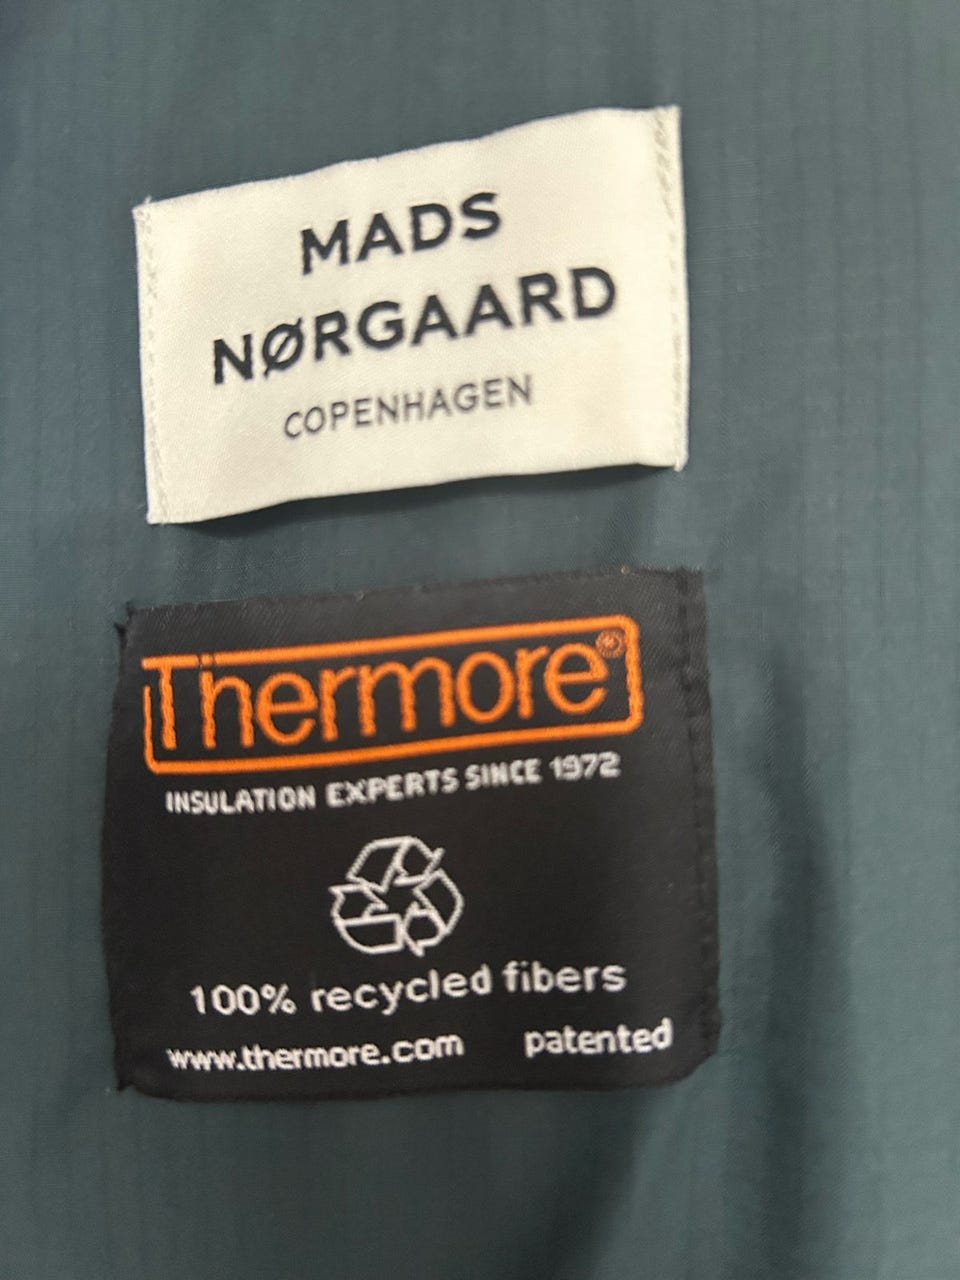 MADS
NØRGAARD
COPENHAGEN
Thermore®
INSULATION EXPERTS SINCE 1972
100% recycled fibers
www.thermore.com patented